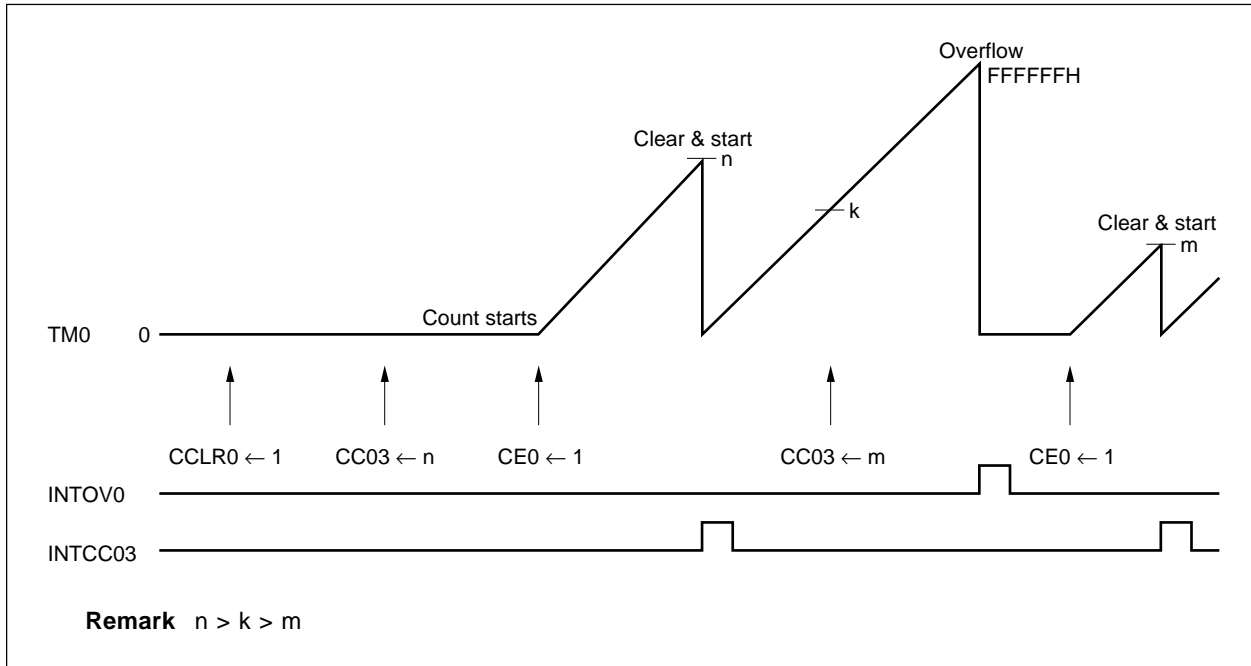 Overflow
FFFFFFH
Clear & start
n
k
Clear & start
m
Count starts
TM0 0
CCLR0 ← 1 CC03 ← n CE0 ← 1 CC03 ← m CE0 ← 1
INTOV0
INTCC03
Remark n > k > m